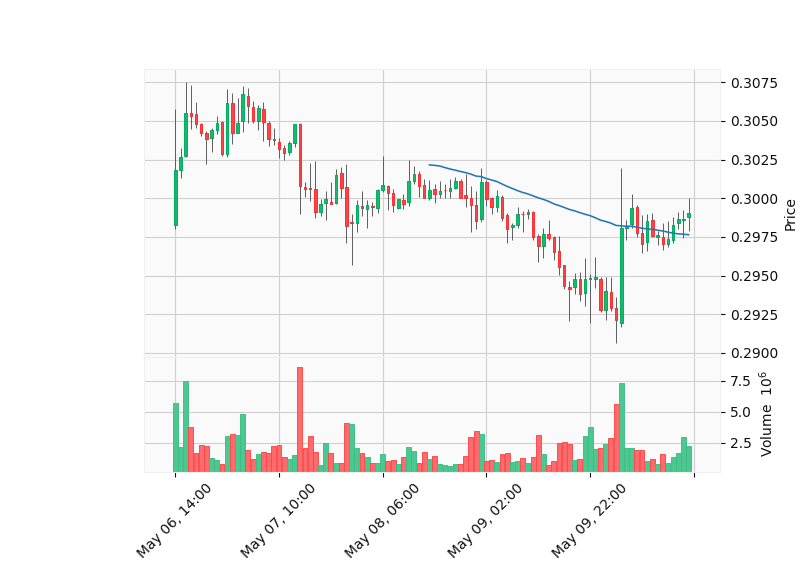 0.3075
0.3050
0.3025
0.3000
0.2975
0.2950
0.2925
0.2900
Price
7.5
5.0
2.5
Volume 10^6
May 06, 14:00
May 07, 10:00
May 08, 06:00
May 09, 02:00
May 09, 22:00